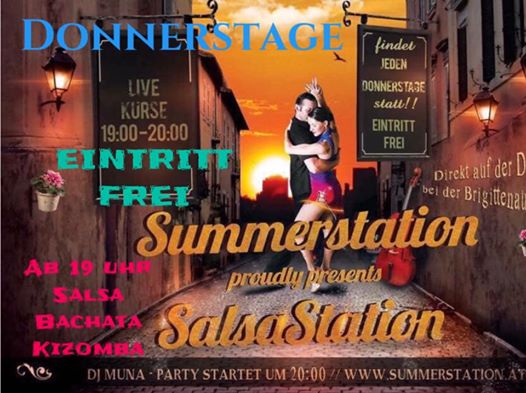 DONNERSTAGE
LIVE
KURSE
19:00-20:00
findet
JEDEN
DONNERSTAGE
statt!!
EINTRITT
FREI
EINTRITT
FREI
Direkt auf der
bei der
Summerstation
proudly presents
SalsaStation
AB 19 UHR
SALSA
BACHATA
KIZOMBA
DJ MUNA - PARTY STARTET UM 20:00 // WWW.SUMMERSTATION.AT